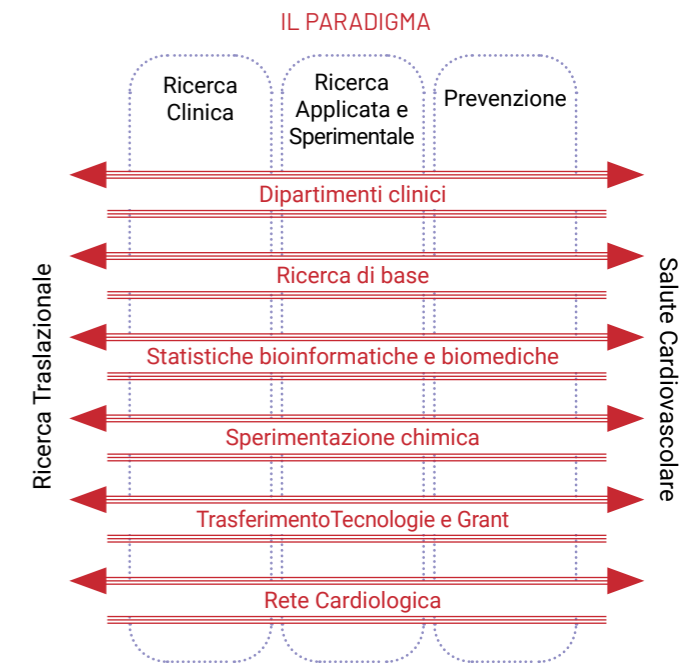 IL PARADIGMA
Ricerca
Clinica
Ricerca
Applicata e
Sperimentale
Prevenzione
Dipartimenti clinici
Ricerca di base
Statistiche bioinformatiche e biomediche
Sperimentazione chimica
TrasferimentoTecnologie e Grant
Rete Cardiologica
Ricerca Traslazionale
Salute Cardiovascolare